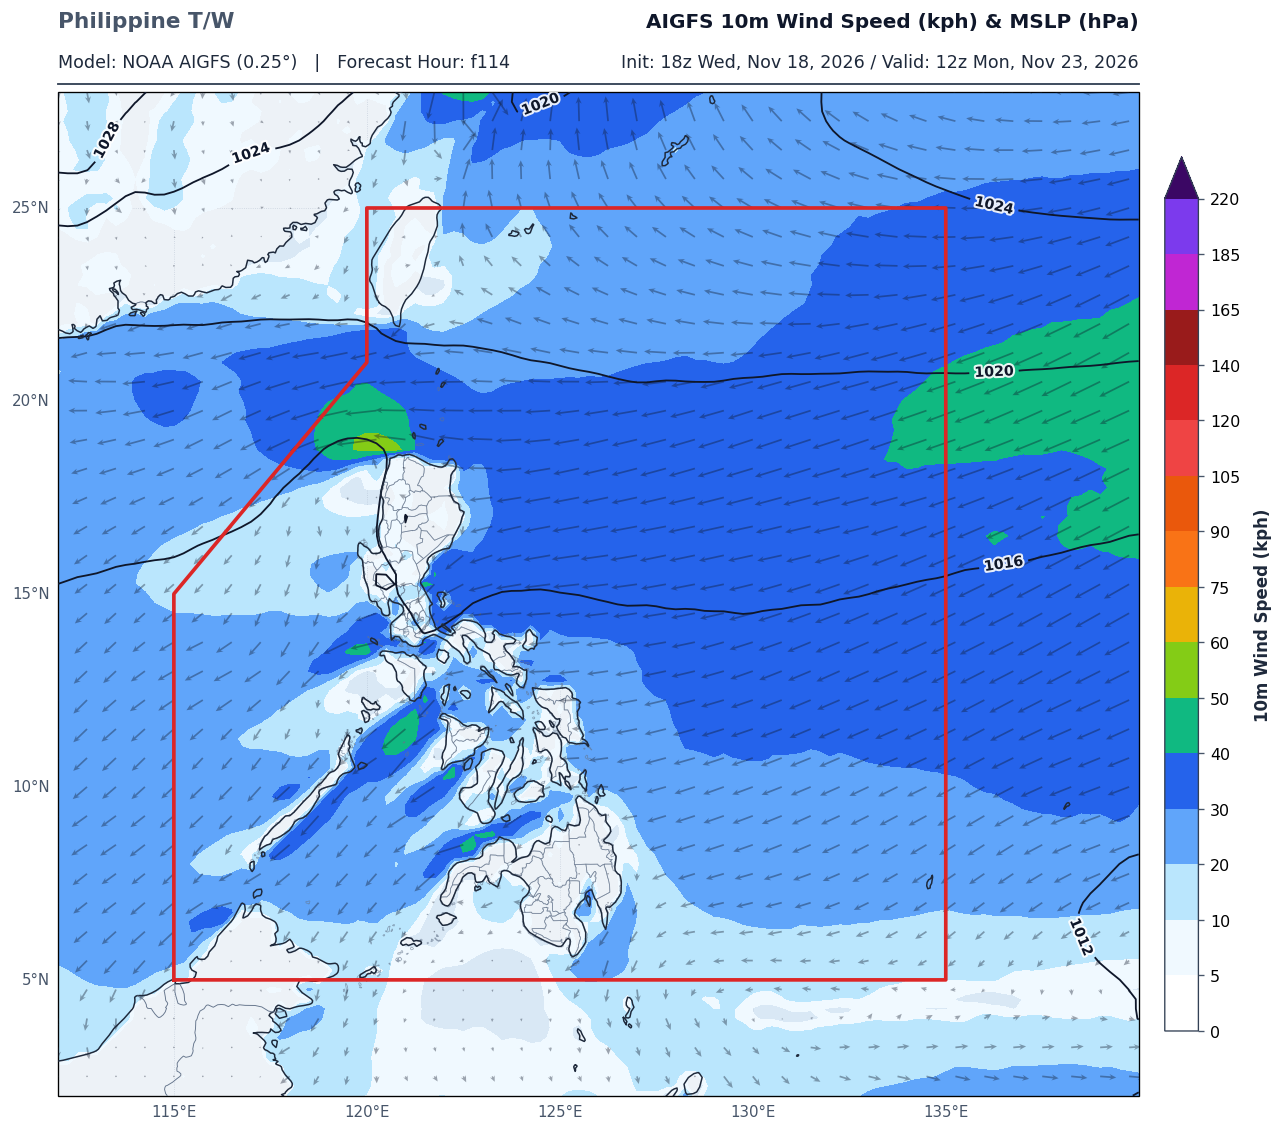 Philippine T/W
AIGFS 10m Wind Speed (kph) & MSLP (hPa)
Model: NOAA AIGFS (0.25°) | Forecast Hour: f114
Init: 18z Wed, Nov 18, 2026 / Valid: 12z Mon, Nov 23, 2026
1028
1024
1020
1024
1020
1016
1012
25°N
20°N
15°N
10°N
5°N
115°E
120°E
125°E
130°E
135°E
220
185
165
140
120
105
90
75
60
50
40
30
20
10
5
0
10m Wind Speed (kph)